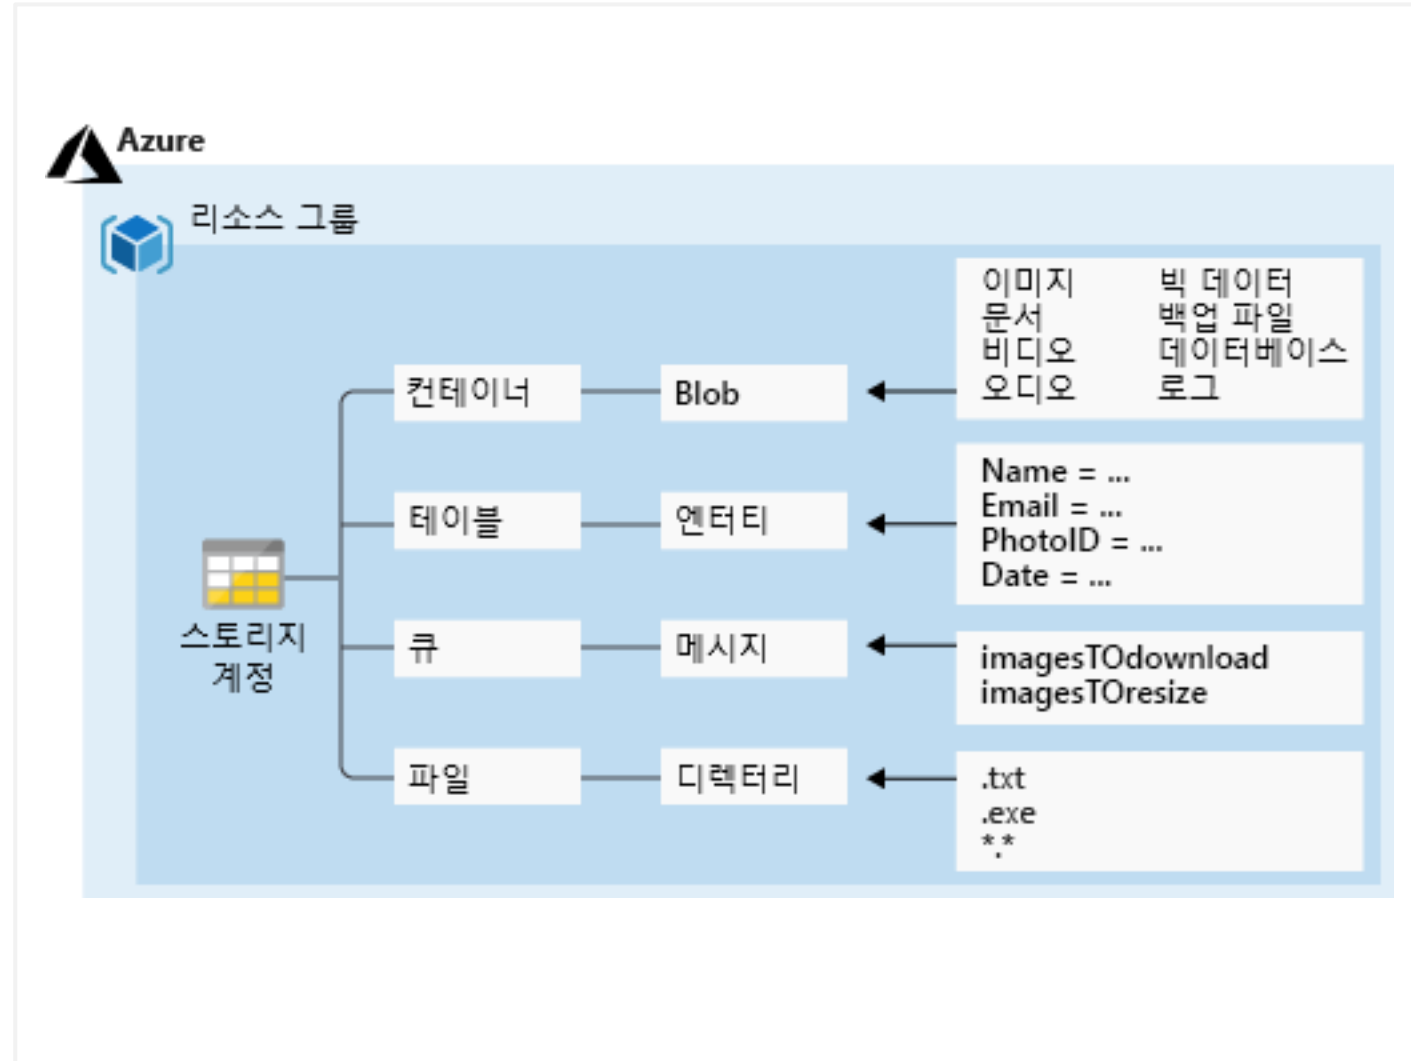 Azure
리소스 그룹
이미지 빅 데이터
문서 백업 파일
비디오 데이터베이스
오디오 로그
컨테이너 Blob
Name = ...
Email = ...
PhotoID = ...
Date = ...
테이블 엔터티
스토리지
계정
큐 메시지
imagesTOdownload
imagesTOresize
파일 디렉터리
.txt
.exe
*.*